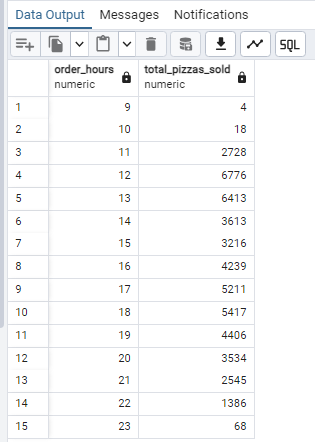 Data Output Messages Notifications
SQL
order_hours total_pizzas_sold
numeric numeric
1 9 4
2 10 18
3 11 2728
4 12 6776
5 13 6413
6 14 3613
7 15 3216
8 16 4239
9 17 5211
10 18 5417
11 19 4406
12 20 3534
13 21 2545
14 22 1386
15 23 68